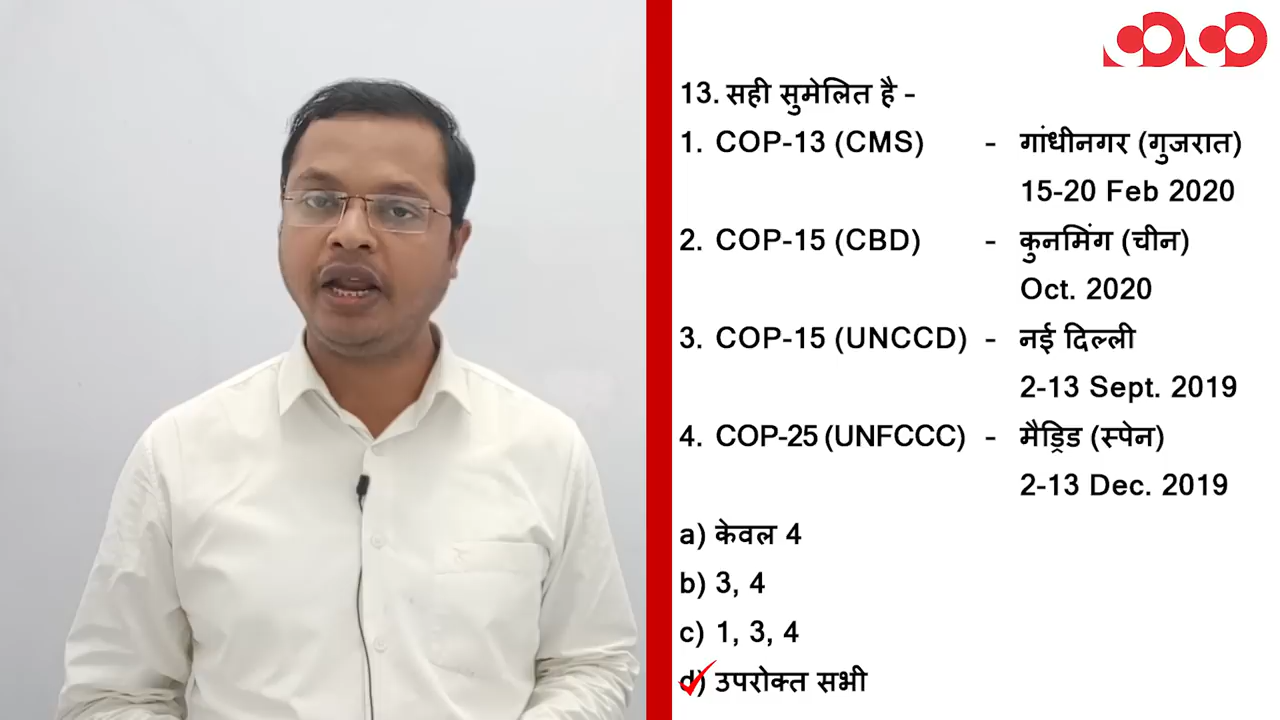 13. सही सुमेलित है –
1. COP-13 (CMS) – गांधीनगर (गुजरात)
15-20 Feb 2020
2. COP-15 (CBD) – कुनमिंग (चीन)
Oct. 2020
3. COP-15 (UNCCD) – नई दिल्ली
2-13 Sept. 2019
4. COP-25 (UNFCCC) – मैड्रिड (स्पेन)
2-13 Dec. 2019
a) केवल 4
b) 3, 4
c) 1, 3, 4
d) उपरोक्त सभी